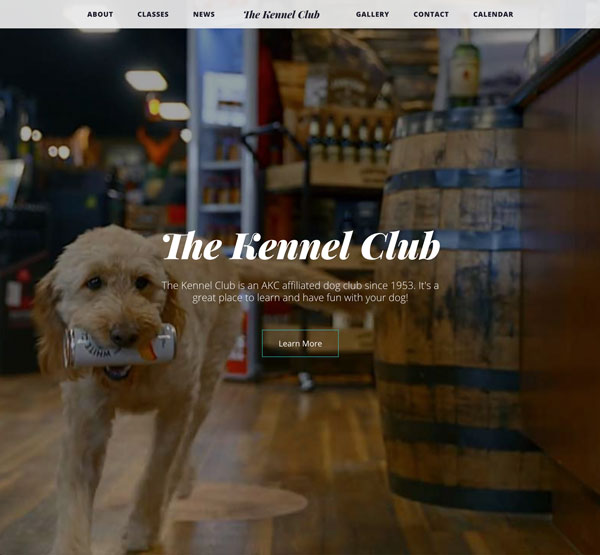 ABOUT CLASSES NEWS The Kennel Club GALLERY CONTACT CALENDAR
The Kennel Club
The Kennel Club is an AKC affiliated dog club since 1953. It's a
great place to learn and have fun with your dog!
Learn More
WHITE